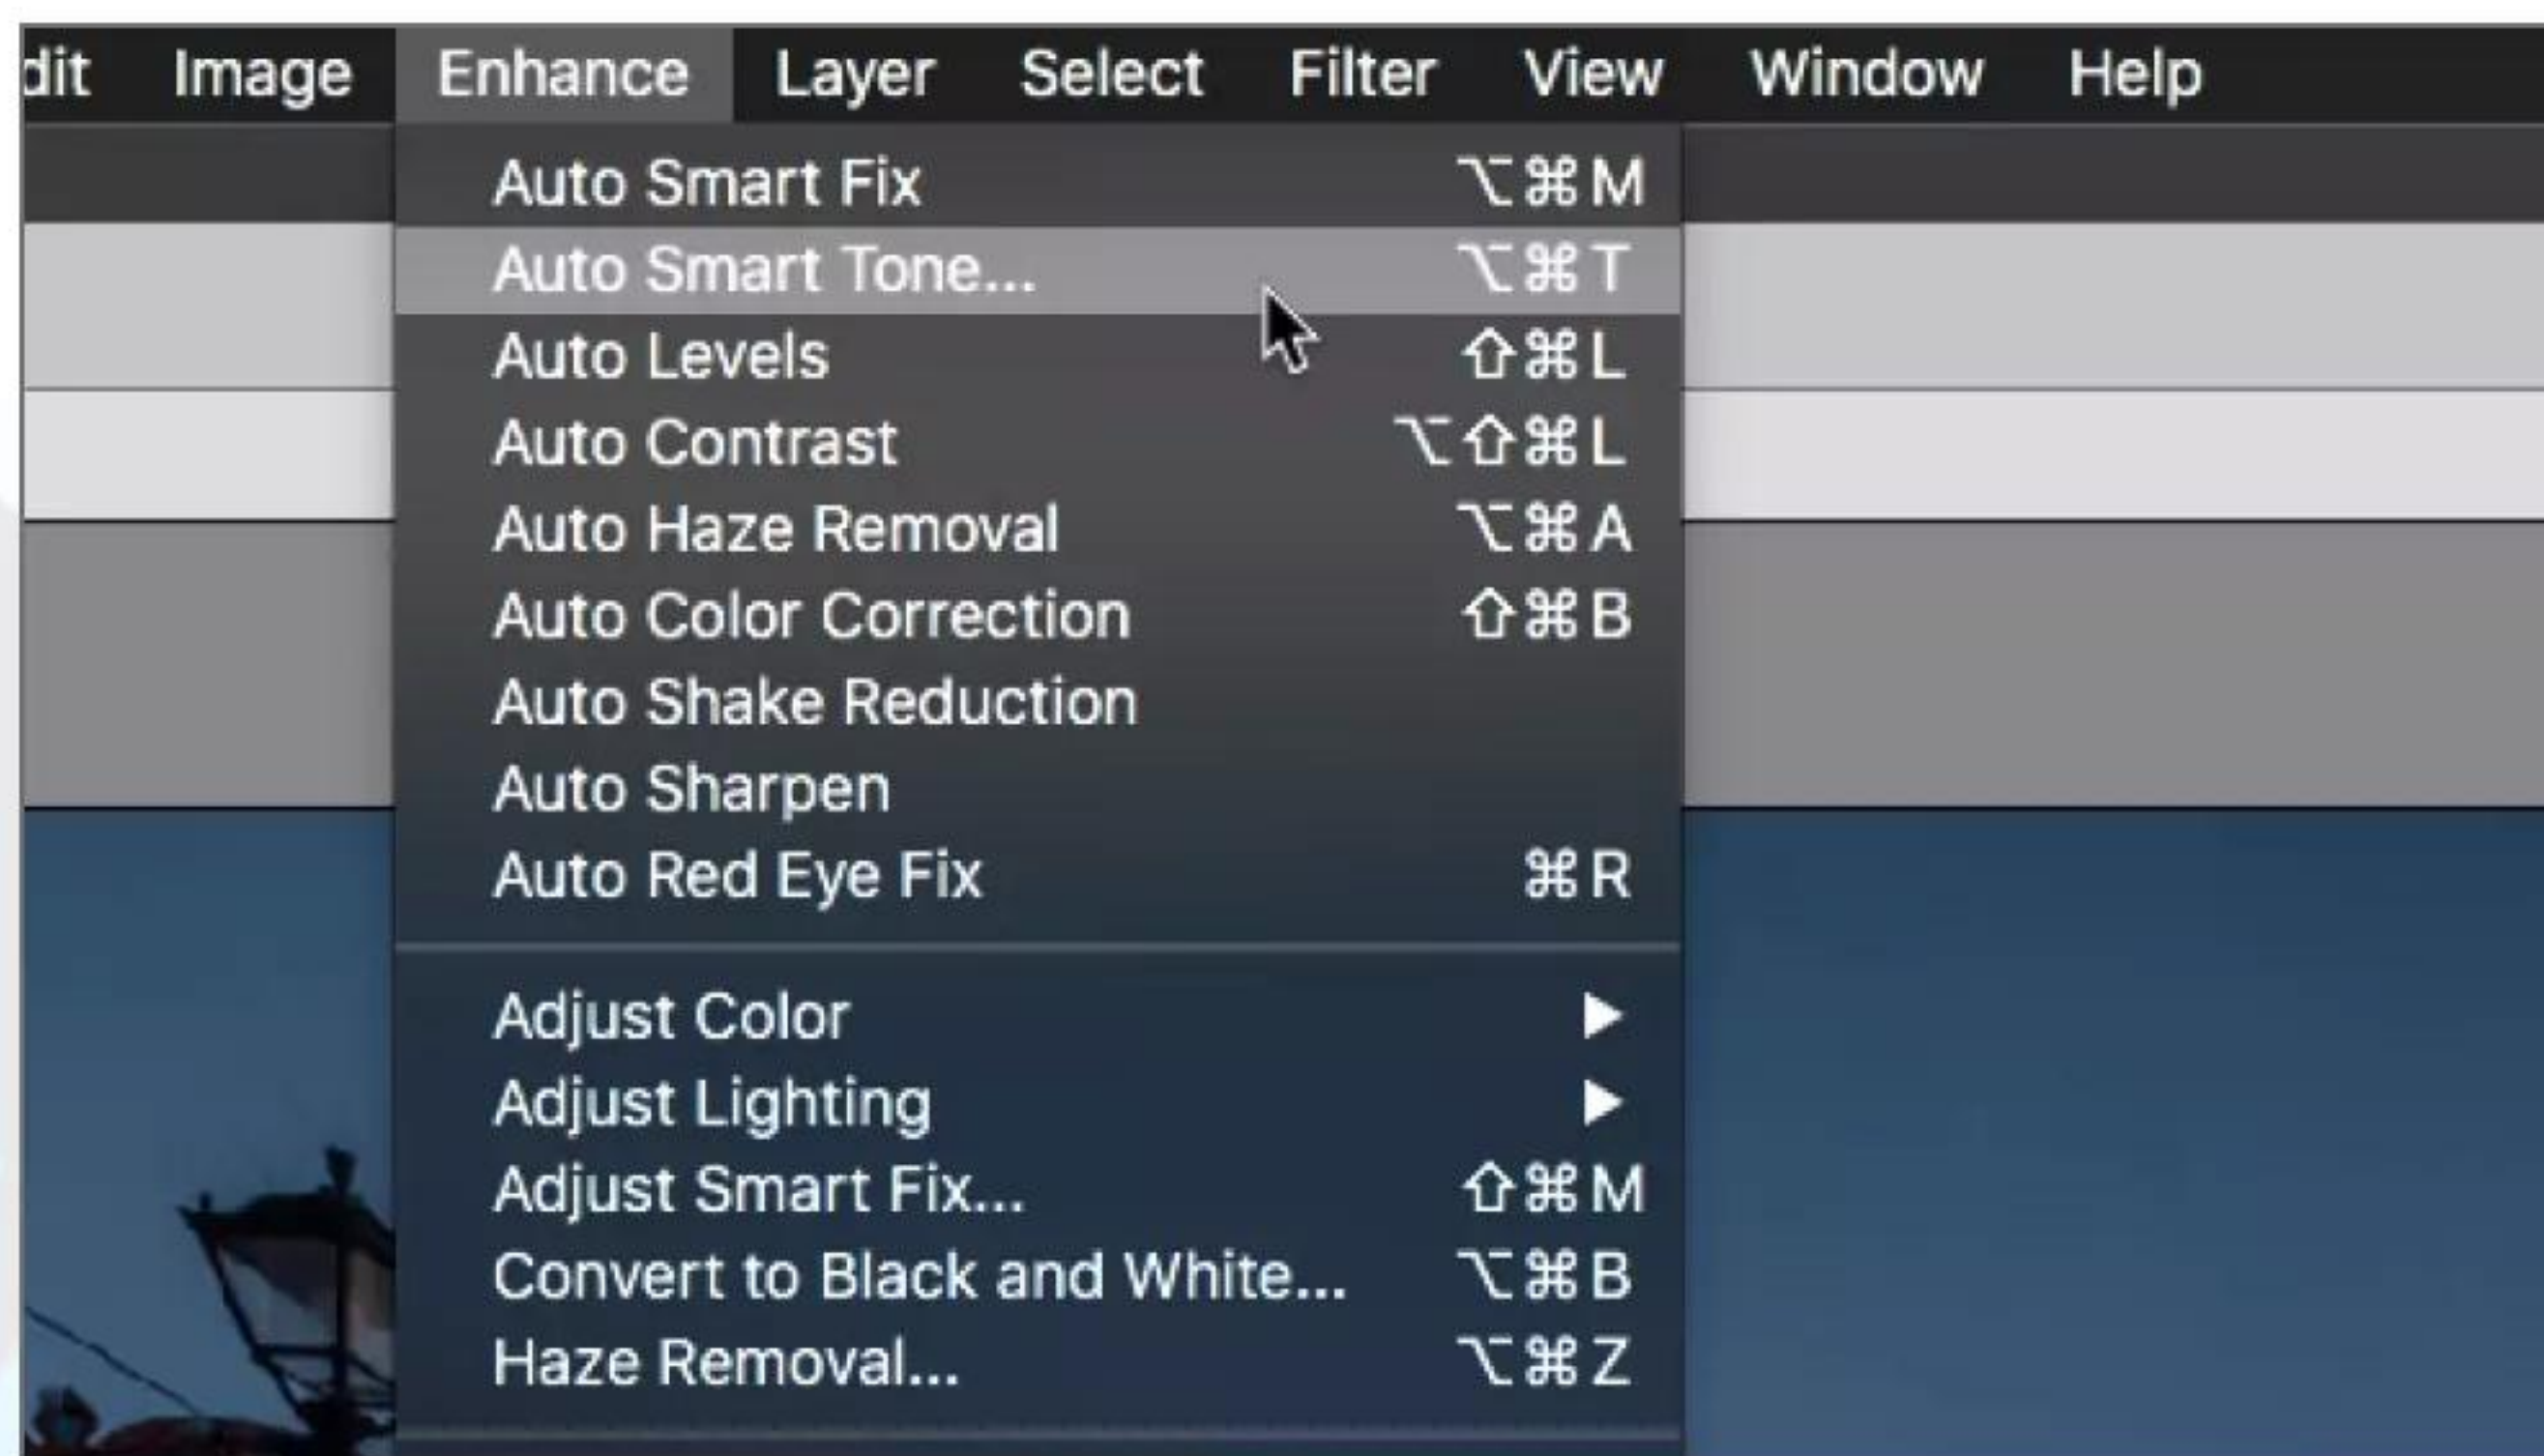 dit Image Enhance Layer Select Filter View Window Help
Auto Smart Fix ⌥⌘M
Auto Smart Tone... ⌥⌘T
Auto Levels ⇧⌘L
Auto Contrast ⌥⇧⌘L
Auto Haze Removal ⌥⌘A
Auto Color Correction ⇧⌘B
Auto Shake Reduction
Auto Sharpen
Auto Red Eye Fix ⌘R
Adjust Color ▶
Adjust Lighting ▶
Adjust Smart Fix... ⇧⌘M
Convert to Black and White... ⌥⌘B
Haze Removal... ⌥⌘Z